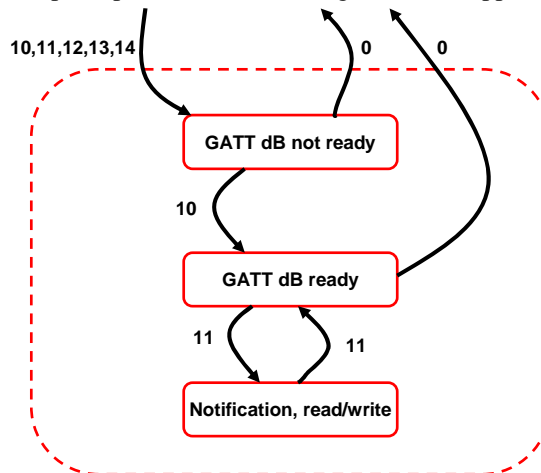 10,11,12,13,14
0
0
GATT dB not ready
10
GATT dB ready
11
11
Notification, read/write